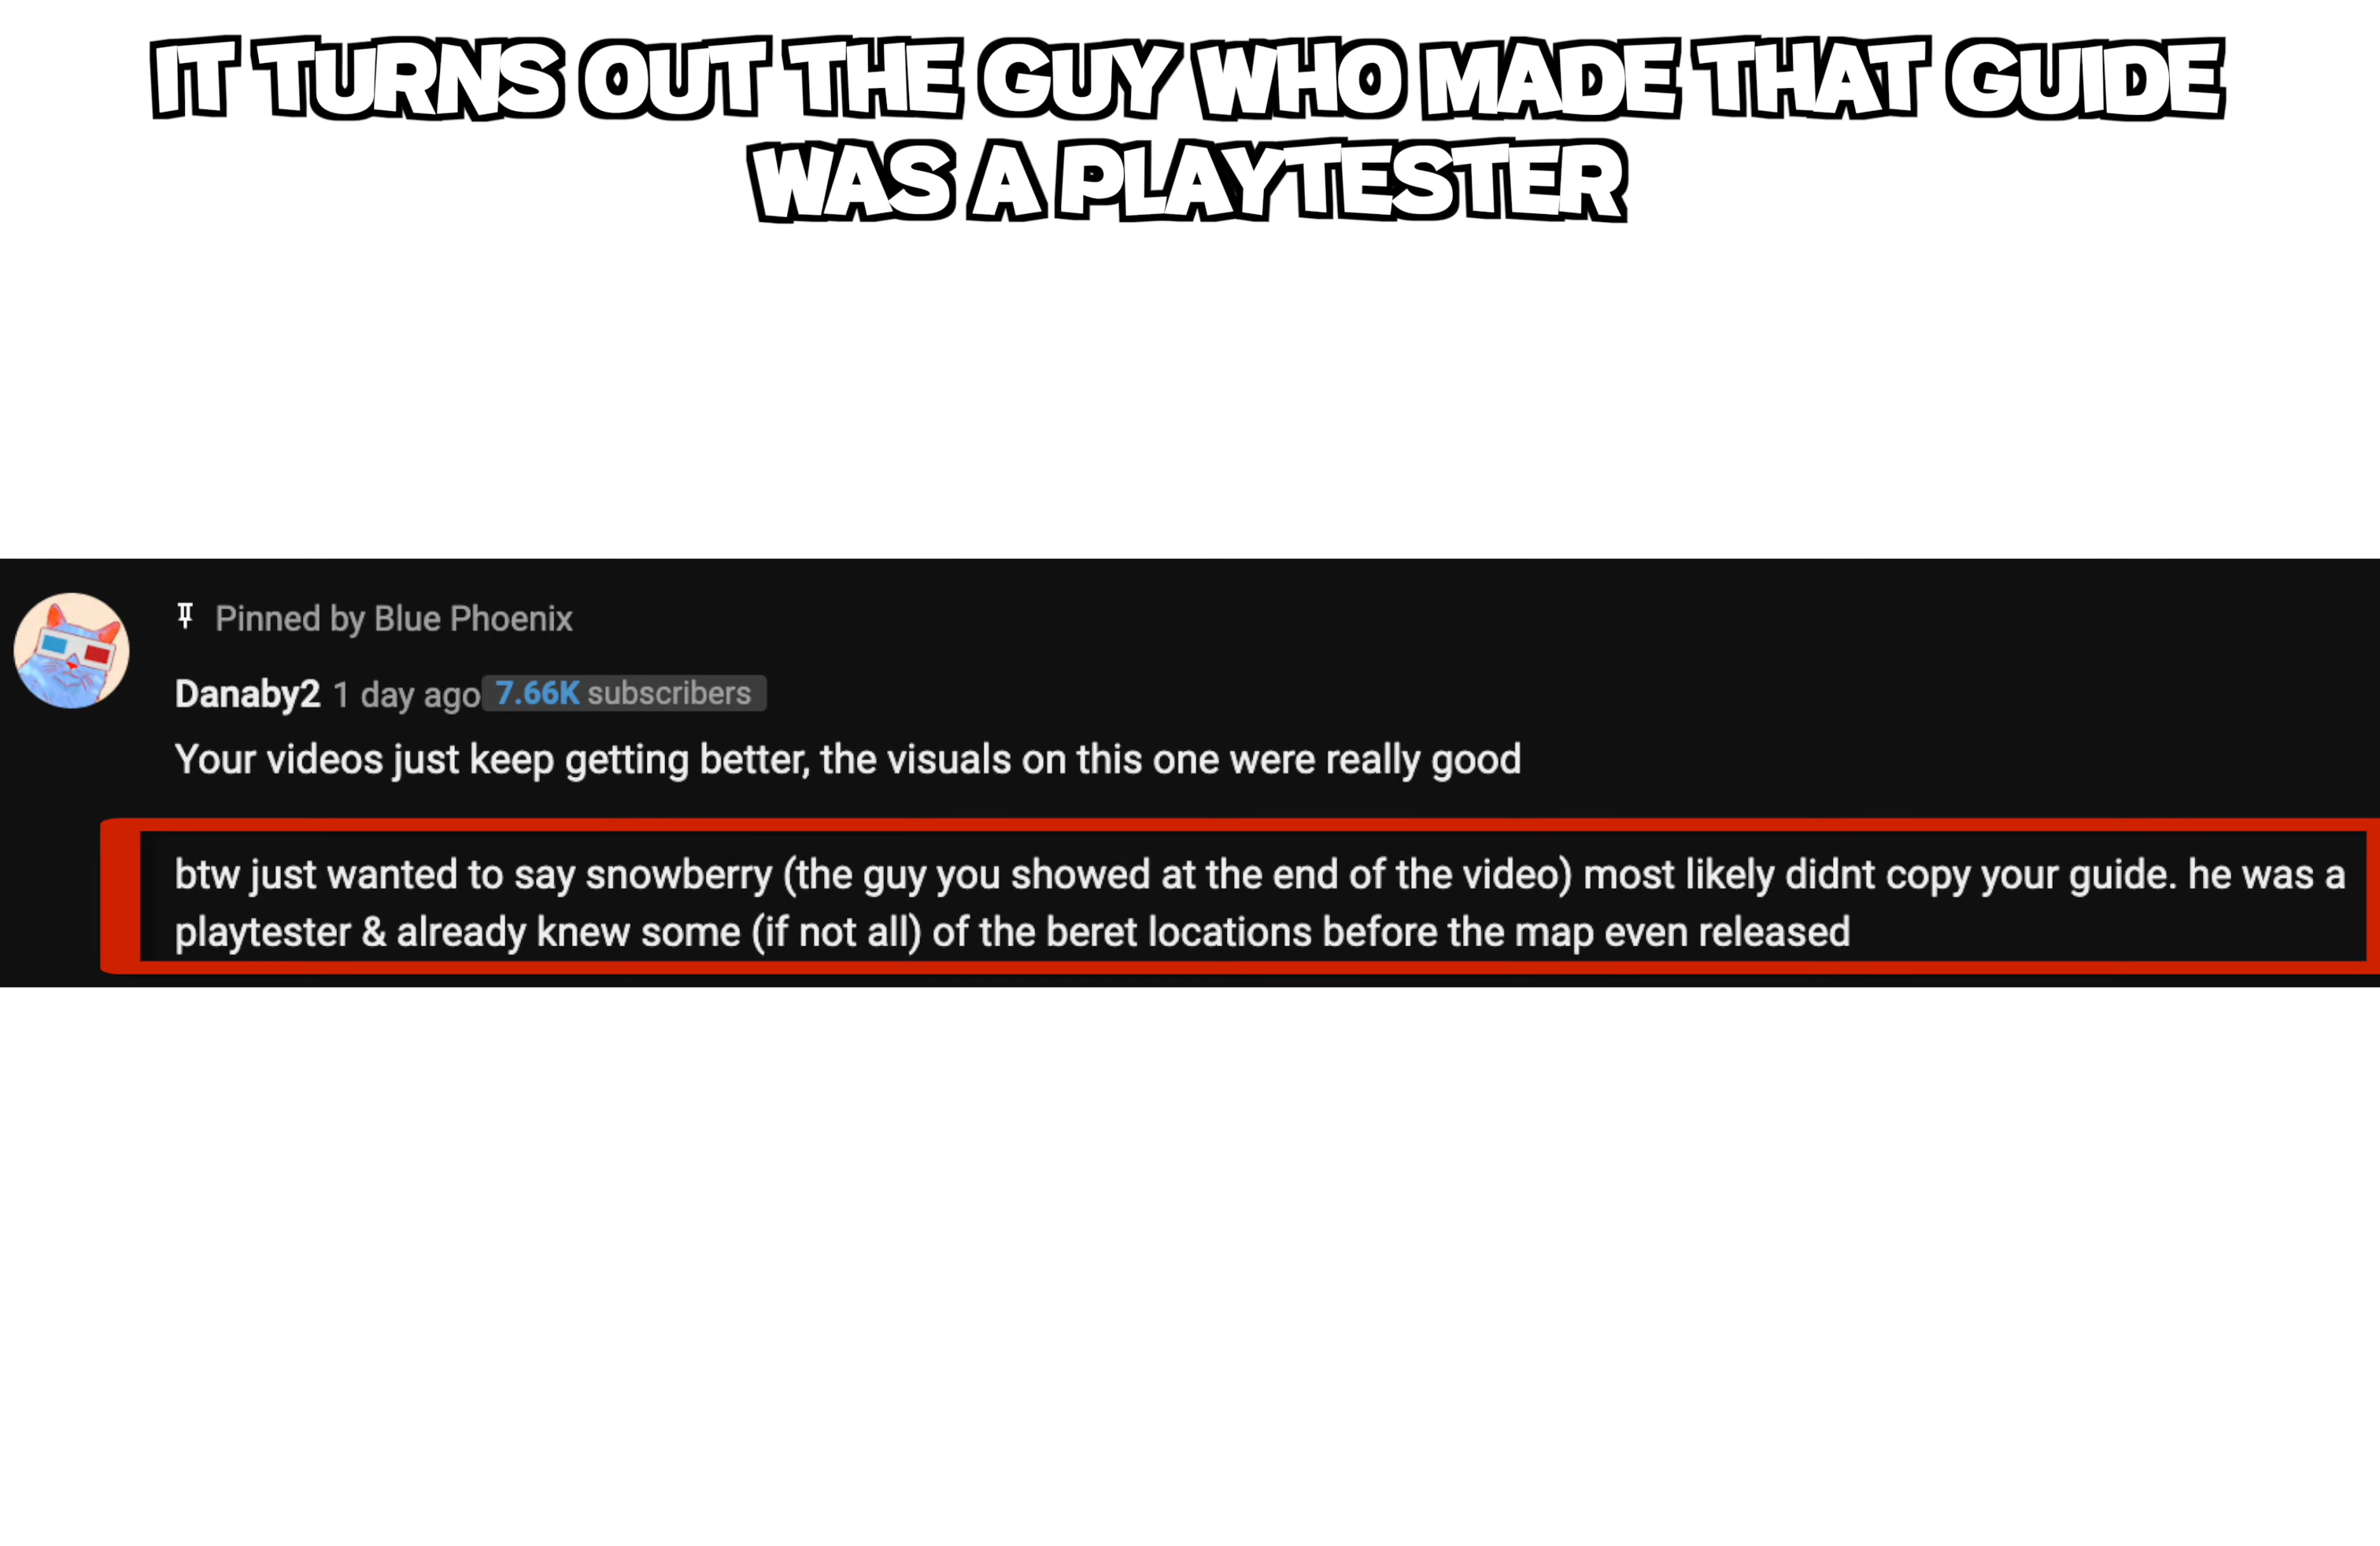 IT TURNS OUT THE GUY WHO MADE THAT GUIDE
WAS A PLAYTESTER
Pinned by Blue Phoenix
Danaby2 1 day ago 7.66K subscribers
Your videos just keep getting better, the visuals on this one were really good
btw just wanted to say snowberry (the guy you showed at the end of the video) most likely didnt copy your guide. he was a
playtester & already knew some (if not all) of the beret locations before the map even released